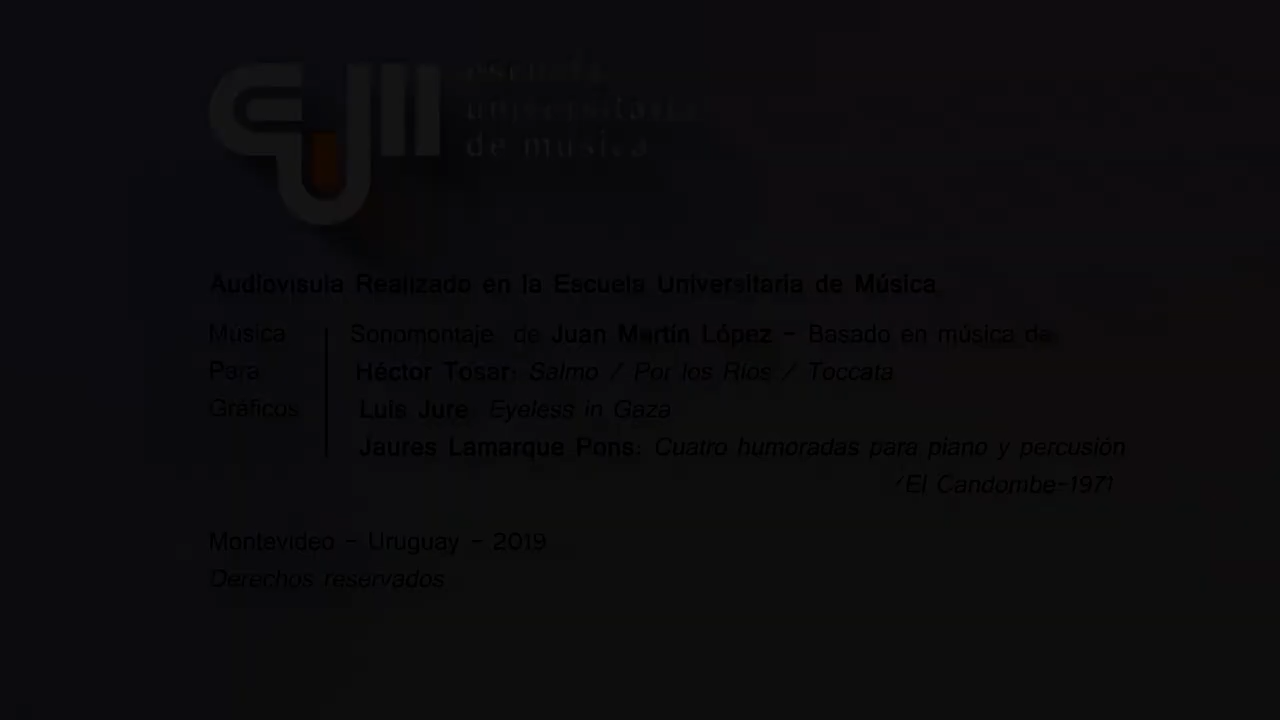 escuela
universitaria
de música
Audiovisula Realizado en la Escuela Universitaria de Música
Música
Para
Gráficos
Sonomontaje de Juan Martín López - Basado en música de
Héctor Tosar: Salmo / Por los Ríos / Toccata
Luis Jure: Eyeless in Gaza
Jaures Lamarque Pons: Cuatro humoradas para piano y percusión
/El Candombe-1971
Montevideo - Uruguay - 2019
Derechos reservados